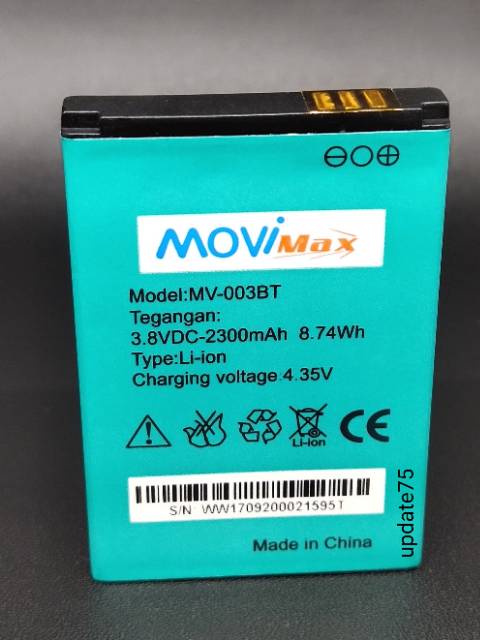 MOViMax
Model:MV-003BT
Tegangan:
3.8VDC-2300mAh 8.74Wh
Type:Li-ion
Charging voltage:4.35V
Li-ion
CE
S/N WW1709200021595T
Made in China
update75